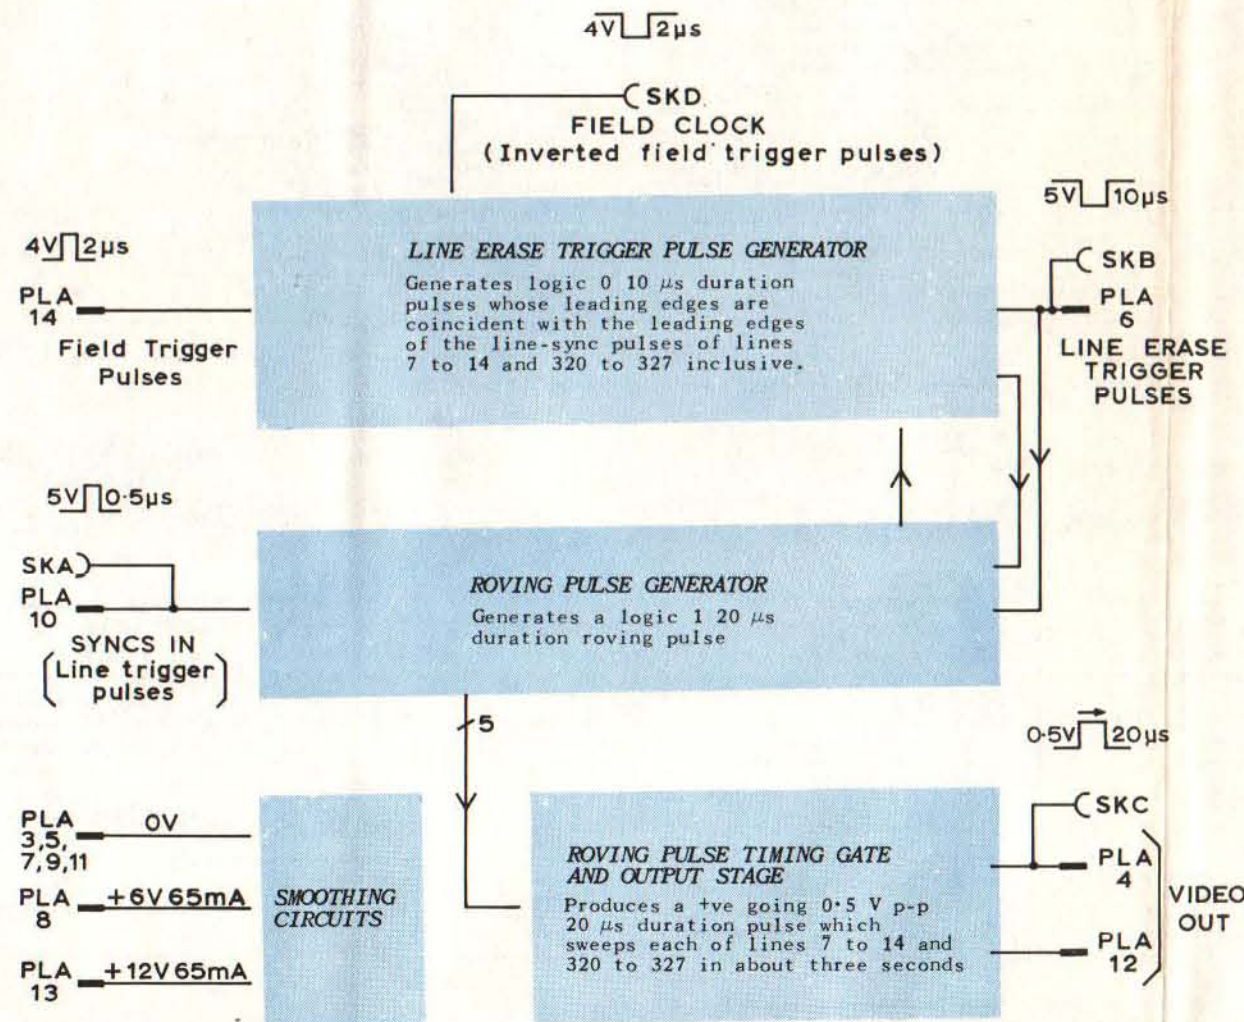 4V 2µs
SKD.
FIELD CLOCK
(Inverted field trigger pulses)
4V 2µs
PLA
14
Field Trigger
Pulses
LINE ERASE TRIGGER PULSE GENERATOR
Generates logic 0 10 µs duration
pulses whose leading edges are
coincident with the leading edges
of the line-sync pulses of lines
7 to 14 and 320 to 327 inclusive.
5V 10µs
SKB
PLA
6
LINE ERASE
TRIGGER
PULSES
5V 0·5µs
SKA
PLA
10
SYNCS IN
(Line trigger
pulses)
ROVING PULSE GENERATOR
Generates a logic 1 20 µs
duration roving pulse
5
0·5V 20µs
PLA
3,5,
7,9,11
0V
PLA
8
+6V 65mA
PLA
13
+12V 65mA
SMOOTHING
CIRCUITS
ROVING PULSE TIMING GATE
AND OUTPUT STAGE
Produces a +ve going 0·5 V p-p
20 µs duration pulse which
sweeps each of lines 7 to 14 and
320 to 327 in about three seconds
SKC
PLA
4
PLA
12
VIDEO
OUT